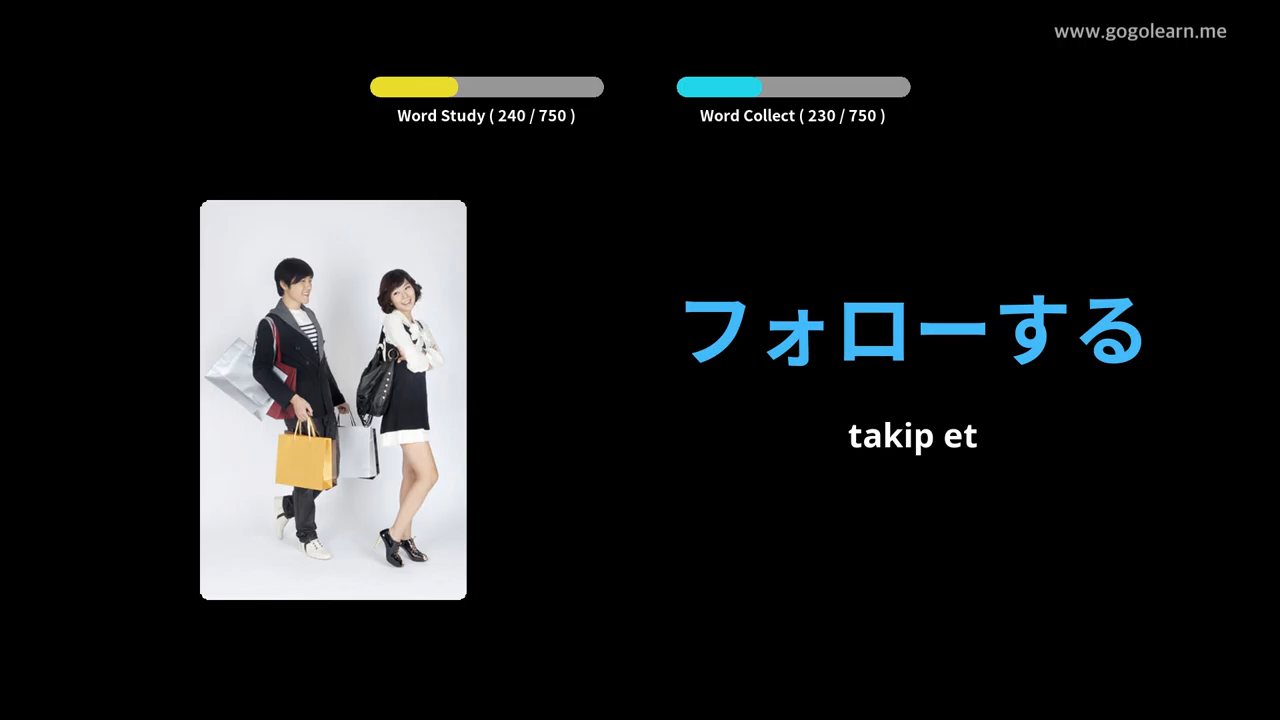 www.gogolearn.me
Word Study ( 240 / 750 )
Word Collect ( 230 / 750 )
フォローする
takip et